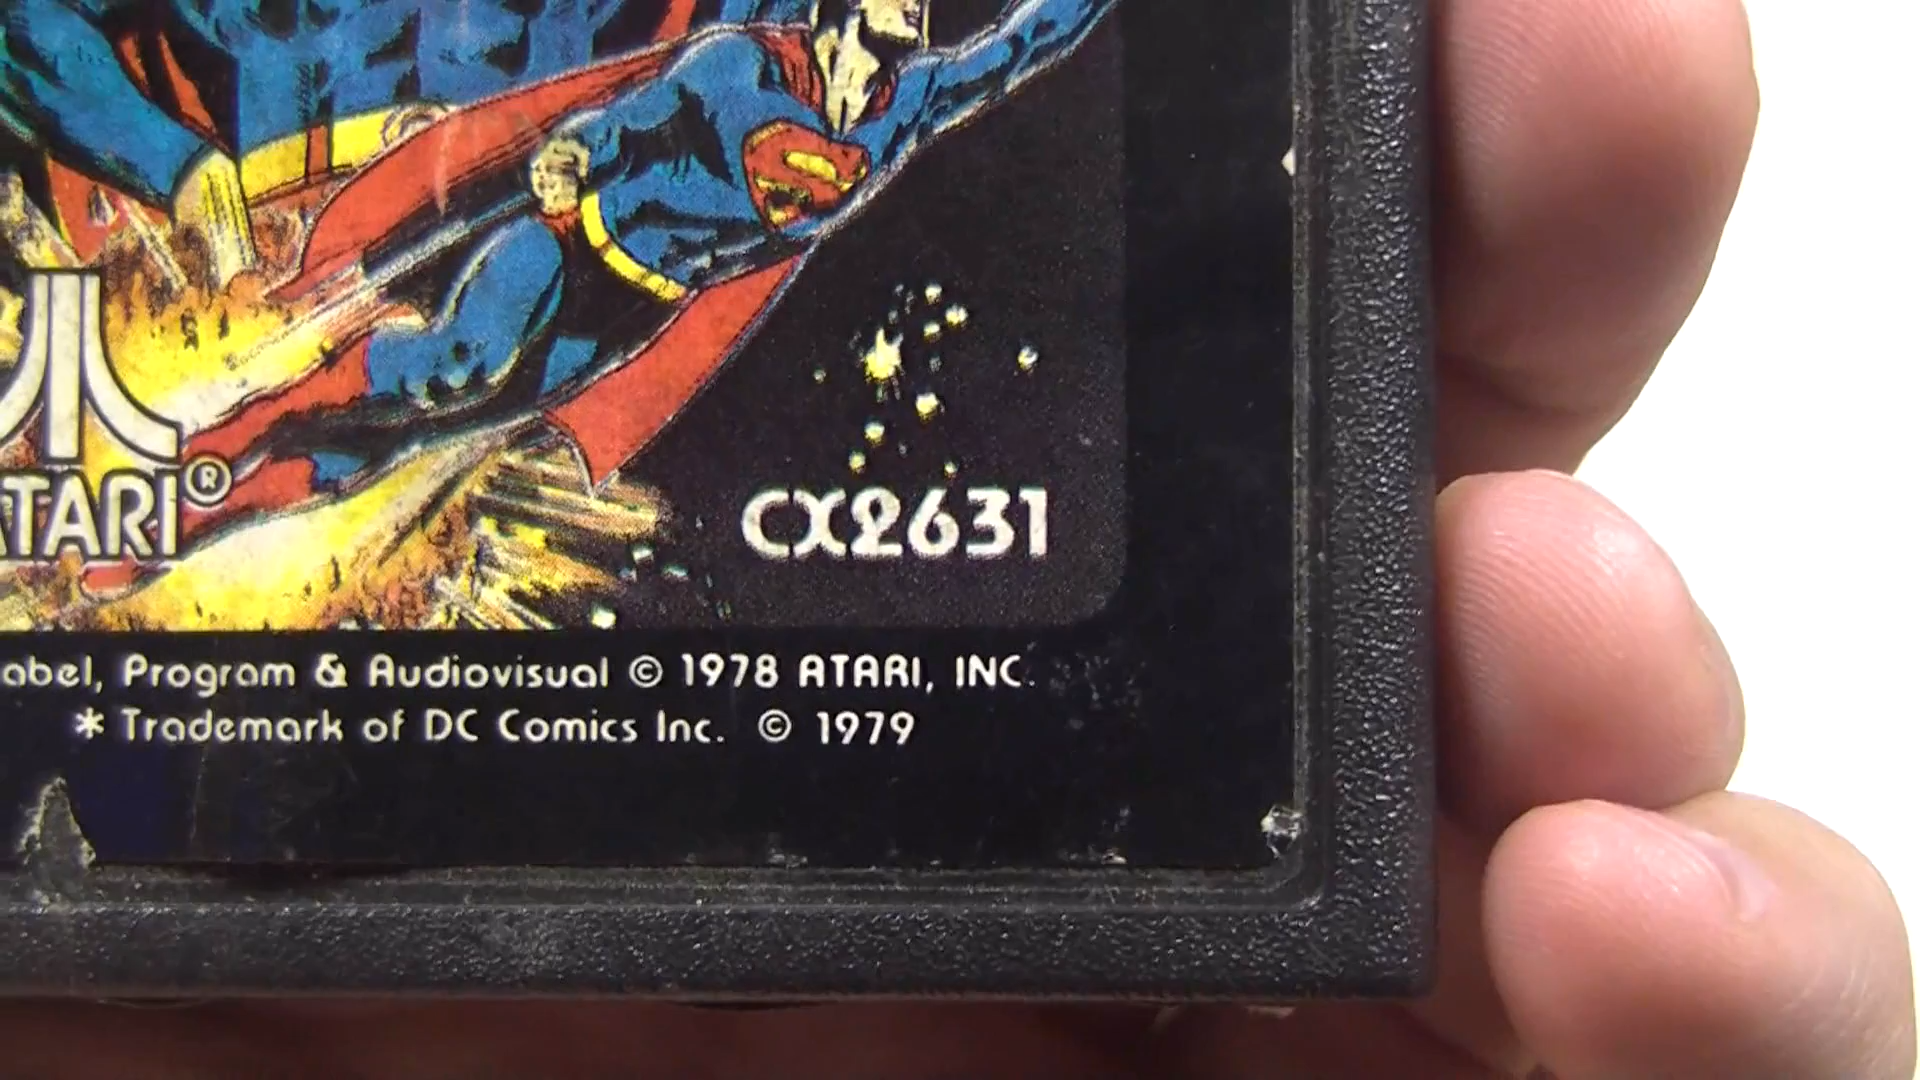 ATARI®
CX2631
abel, Program & Audiovisual © 1978 ATARI, INC.
* Trademark of DC Comics Inc. © 1979